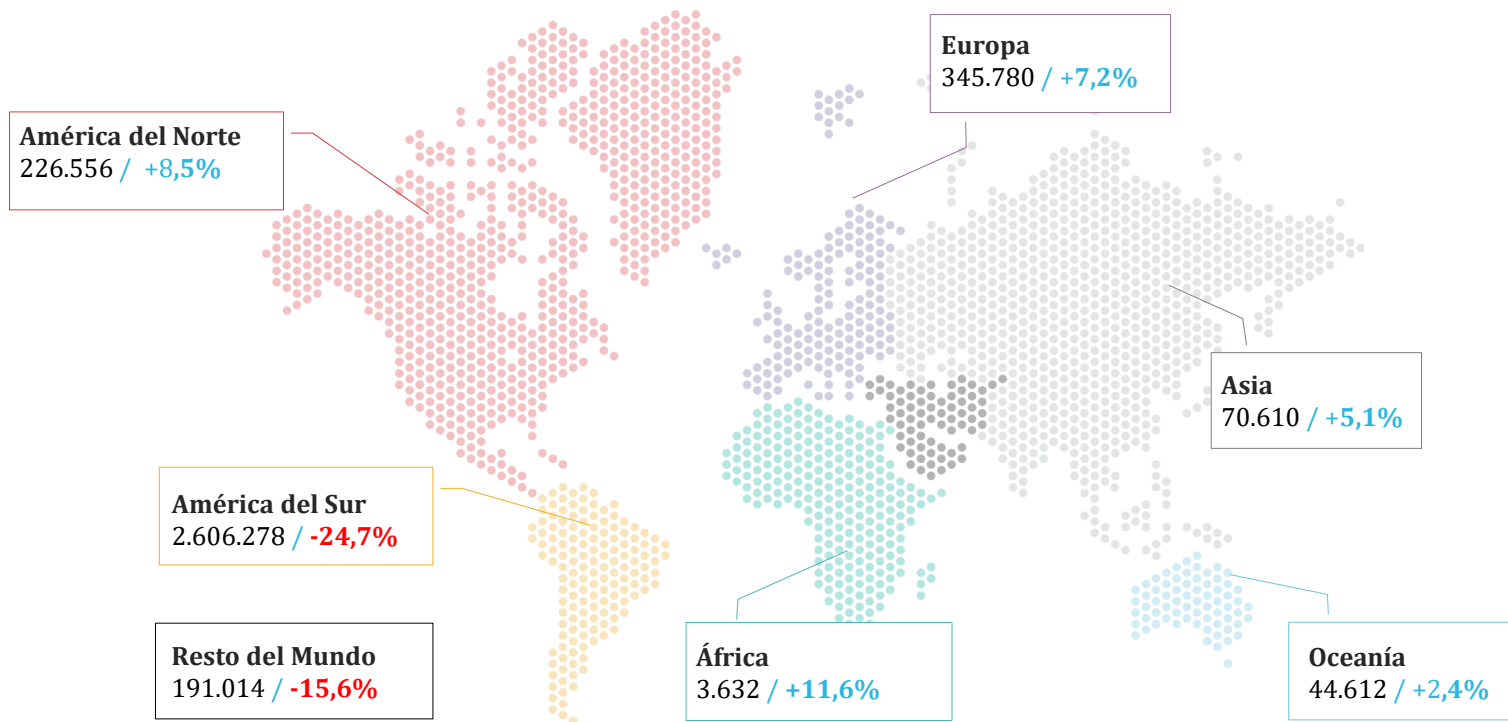 Europa
345.780 / +7,2%
América del Norte
226.556 / +8,5%
Asia
70.610 / +5,1%
América del Sur
2.606.278 / -24,7%
Resto del Mundo
191.014 / -15,6%
África
3.632 / +11,6%
Oceanía
44.612 / +2,4%